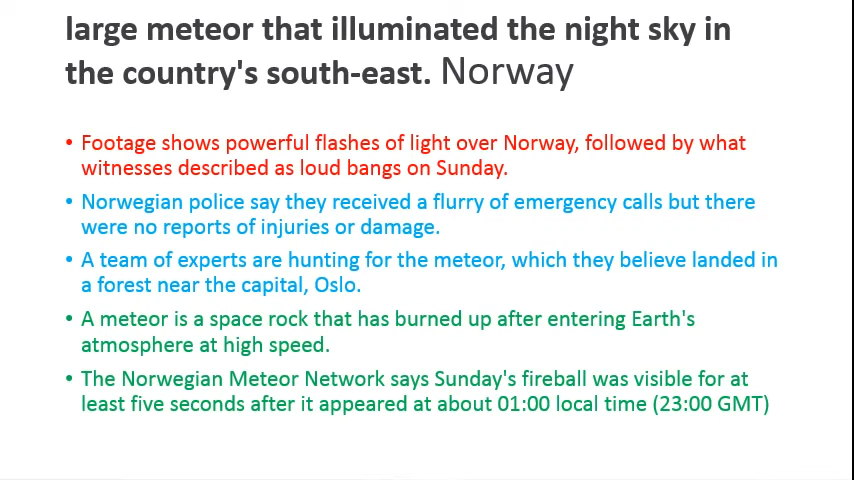 large meteor that illuminated the night sky in
the country's south-east. Norway
• Footage shows powerful flashes of light over Norway, followed by what
witnesses described as loud bangs on Sunday.
• Norwegian police say they received a flurry of emergency calls but there
were no reports of injuries or damage.
• A team of experts are hunting for the meteor, which they believe landed in
a forest near the capital, Oslo.
• A meteor is a space rock that has burned up after entering Earth's
atmosphere at high speed.
• The Norwegian Meteor Network says Sunday's fireball was visible for at
least five seconds after it appeared at about 01:00 local time (23:00 GMT)